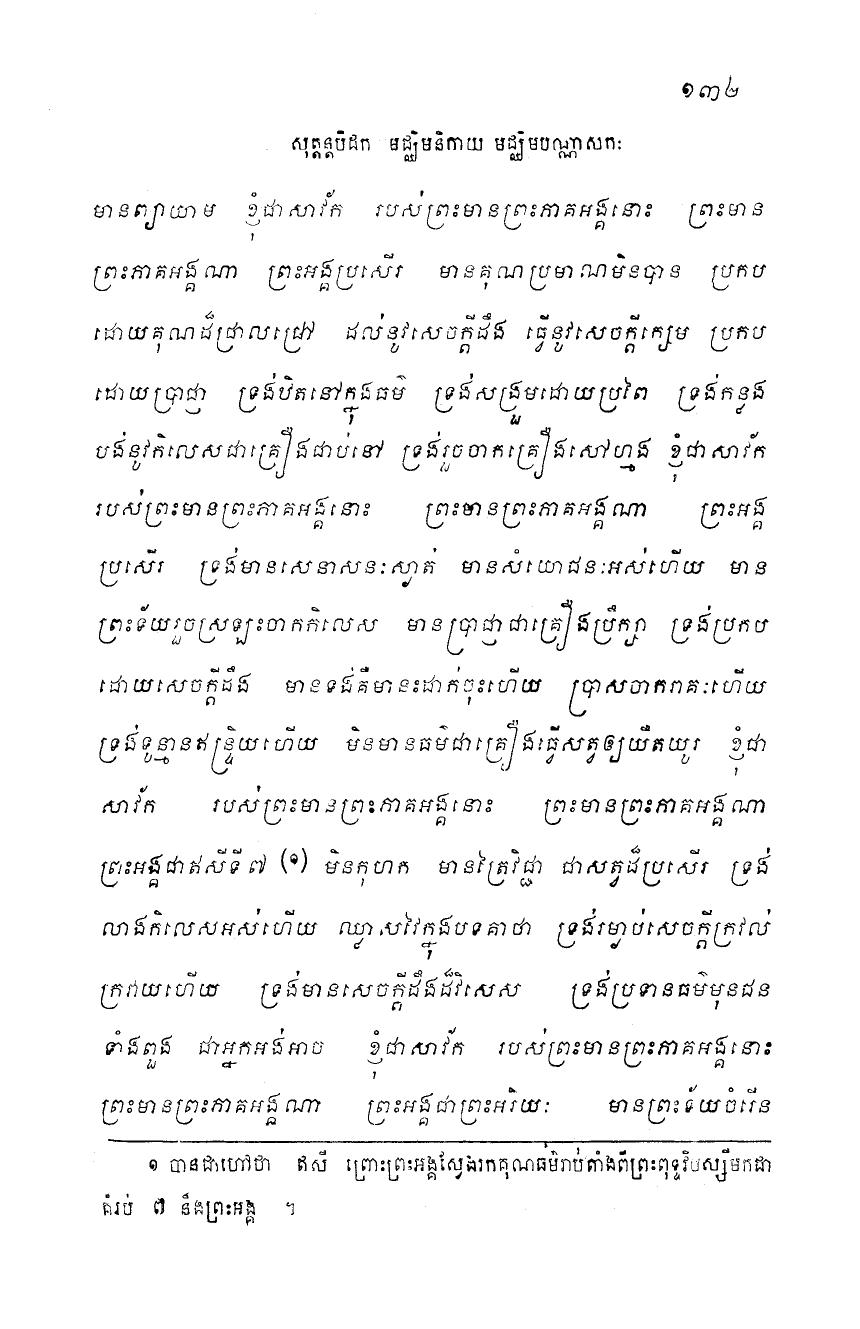 ១៣២
សុត្តន្តបិដក មជ្ឈិមនិកាយ មជ្ឈិមបណ្ណាសកៈ
មានព្យាយាម ខ្ញុំជាសាវ័ក របស់ព្រះមានព្រះភាគអង្គនោះ ព្រះមាន
ព្រះភាគអង្គណា ព្រះអង្គប្រសើរ មានគុណប្រមាណមិនបាន ប្រកប
ដោយគុណដ៏ជ្រាលជ្រៅ ដល់នូវសេចក្តីដឹង ធ្វើនូវសេចក្តីក្សេម ប្រកប
ដោយប្រាជ្ញា ទ្រង់ឋិតនៅក្នុងធម៌ ទ្រង់សង្រួមដោយប្រពៃ ទ្រង់កន្លង
បង់នូវកិលេសជាគ្រឿងជាប់នៅ ទ្រង់រួចចាកគ្រឿងសៅហ្មង ខ្ញុំជាសាវ័ក
របស់ព្រះមានព្រះភាគអង្គនោះ ព្រះមានព្រះភាគអង្គណា ព្រះអង្គ
ប្រសើរ ទ្រង់មានសេនាសនៈស្ងាត់ មានសំយោជនៈអស់ហើយ មាន
ព្រះទ័យរួចស្រឡះចាកកិលេស មានប្រាជ្ញាជាគ្រឿងប្រឹក្សា ទ្រង់ប្រកប
ដោយសេចក្តីដឹង មានទង់គឺមានះដាក់ចុះហើយ ប្រាសចាករាគៈហើយ
ទ្រង់ទូន្មានឥន្ទ្រិយហើយ មិនមានធម៌ជាគ្រឿងធ្វើសត្វឲ្យយឺតយូរ ខ្ញុំជា
សាវ័ក របស់ព្រះមានព្រះភាគអង្គនោះ ព្រះមានព្រះភាគអង្គណា
ព្រះអង្គជាឥសីទី៧ (១) មិនកុហក មានត្រៃវិជ្ជា ជាសត្វដ៏ប្រសើរ ទ្រង់
លាងកិលេសអស់ហើយ ឈ្លាសវៃក្នុងបទគាថា ទ្រង់រម្ងាប់សេចក្តីក្រវល់
ក្រវាយហើយ ទ្រង់មានសេចក្តីដឹងដ៏វិសេស ទ្រង់ប្រទានធម៌មុនជន
ទាំងពួង ជាអ្នកអង់អាច ខ្ញុំជាសាវ័ក របស់ព្រះមានព្រះភាគអង្គនោះ
ព្រះមានព្រះភាគអង្គណា ព្រះអង្គជាព្រះអរិយៈ មានព្រះទ័យចំរើន
១ បានជាហៅថា ឥសី ព្រោះព្រះអង្គស្វែងរកគុណធម៌រាប់តាំងពីព្រះពុទ្ធវិបស្សីមកជា
គំរប់ ៧ នឹងព្រះអង្គ ។